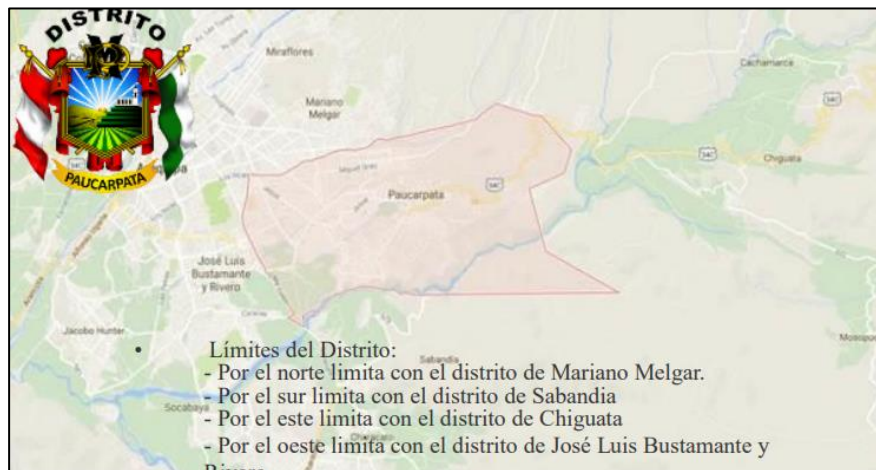 DISTRITO
PAUCARPATA
Miraflores
Mariano
Melgar
Cachamarca
34C
34C
Chiguata
34C
Paucarpata
José Luis
Bustamante
y Rivero
Jacobo Hunter
Sabandia
Socabaya
• Límites del Distrito:
- Por el norte limita con el distrito de Mariano Melgar.
- Por el sur limita con el distrito de Sabandia
- Por el este limita con el distrito de Chiguata
- Por el oeste limita con el distrito de José Luis Bustamante y